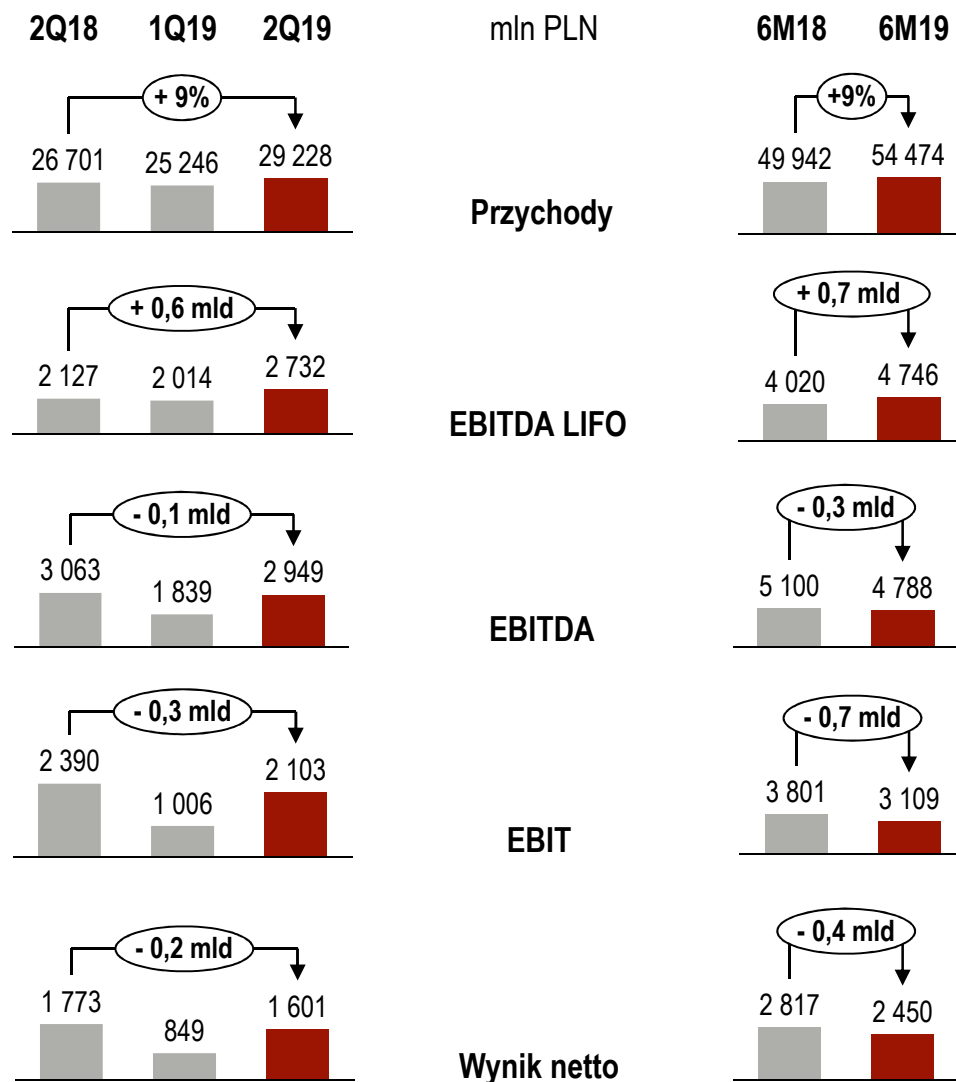 2Q18 1Q19 2Q19 mln PLN 6M18 6M19
+ 9% +9%
26 701 25 246 29 228 49 942 54 474
Przychody
+ 0,6 mld + 0,7 mld
2 127 2 014 2 732 4 020 4 746
EBITDA LIFO
- 0,1 mld - 0,3 mld
3 063 1 839 2 949 5 100 4 788
EBITDA
- 0,3 mld - 0,7 mld
2 390 1 006 2 103 3 801 3 109
EBIT
- 0,2 mld - 0,4 mld
1 773 849 1 601 2 817 2 450
Wynik netto